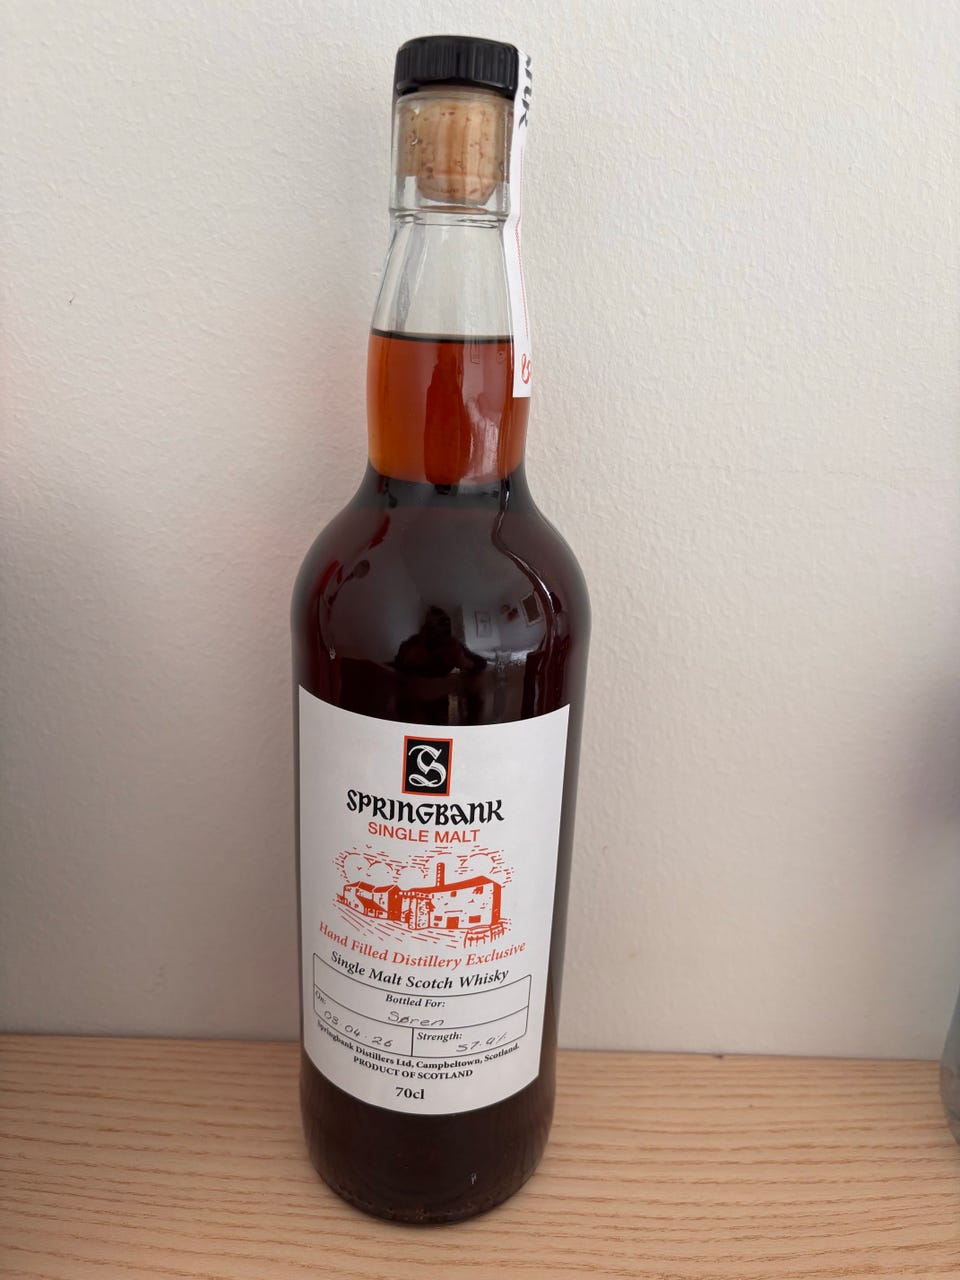 S
SPRINGBANK
SINGLE MALT
Hand Filled Distillery Exclusive
Single Malt Scotch Whisky
Bottled For:
Søren
On:
08.04.26
Strength:
57.9%
Springbank Distillers Ltd, Campbeltown, Scotland.
PRODUCT OF SCOTLAND
70cl